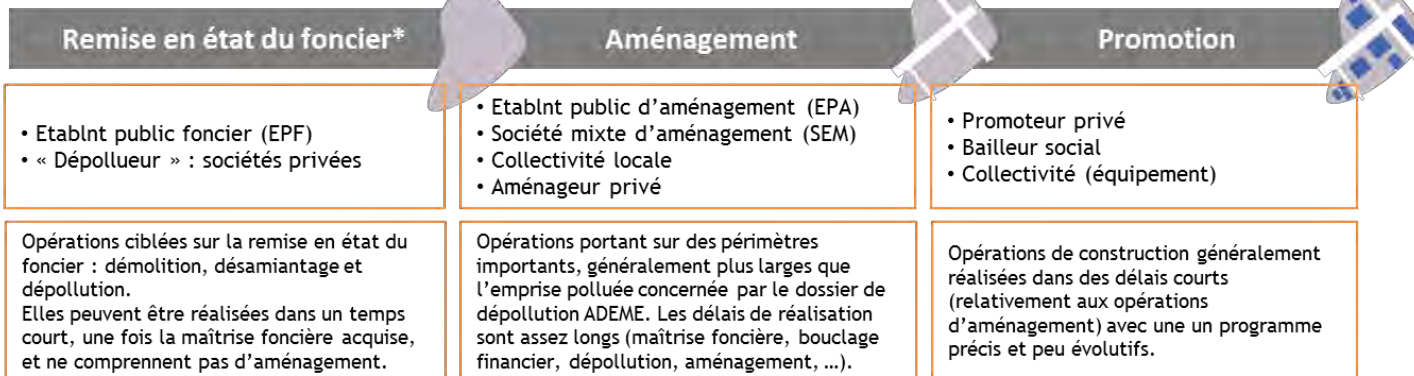 Remise en état du foncier*
Aménagement
Promotion
• Etablnt public foncier (EPF)
• « Dépollueur » : sociétés privées
• Etablnt public d'aménagement (EPA)
• Société mixte d'aménagement (SEM)
• Collectivité locale
• Aménageur privé
• Promoteur privé
• Bailleur social
• Collectivité (équipement)
Opérations ciblées sur la remise en état du
foncier : démolition, désamiantage et
dépollution.
Elles peuvent être réalisées dans un temps
court, une fois la maîtrise foncière acquise,
et ne comprennent pas d'aménagement.
Opérations portant sur des périmètres
importants, généralement plus larges que
l'emprise polluée concernée par le dossier de
dépollution ADEME. Les délais de réalisation
sont assez longs (maîtrise foncière, bouclage
financier, dépollution, aménagement, …).
Opérations de construction généralement
réalisées dans des délais courts
(relativement aux opérations
d'aménagement) avec une un programme
précis et peu évolutifs.